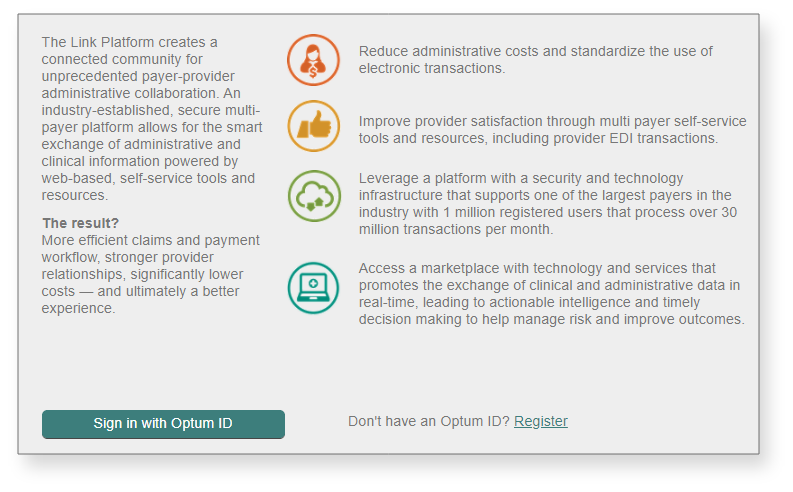 The Link Platform creates a
connected community for
unprecedented payer-provider
administrative collaboration. An
industry-established, secure multi-
payer platform allows for the smart
exchange of administrative and
clinical information powered by
web-based, self-service tools and
resources.
The result?
More efficient claims and payment
workflow, stronger provider
relationships, significantly lower
costs — and ultimately a better
experience.
Reduce administrative costs and standardize the use of
electronic transactions.
Improve provider satisfaction through multi payer self-service
tools and resources, including provider EDI transactions.
Leverage a platform with a security and technology
infrastructure that supports one of the largest payers in the
industry with 1 million registered users that process over 30
million transactions per month.
Access a marketplace with technology and services that
promotes the exchange of clinical and administrative data in
real-time, leading to actionable intelligence and timely
decision making to help manage risk and improve outcomes.
Sign in with Optum ID
Don't have an Optum ID? Register